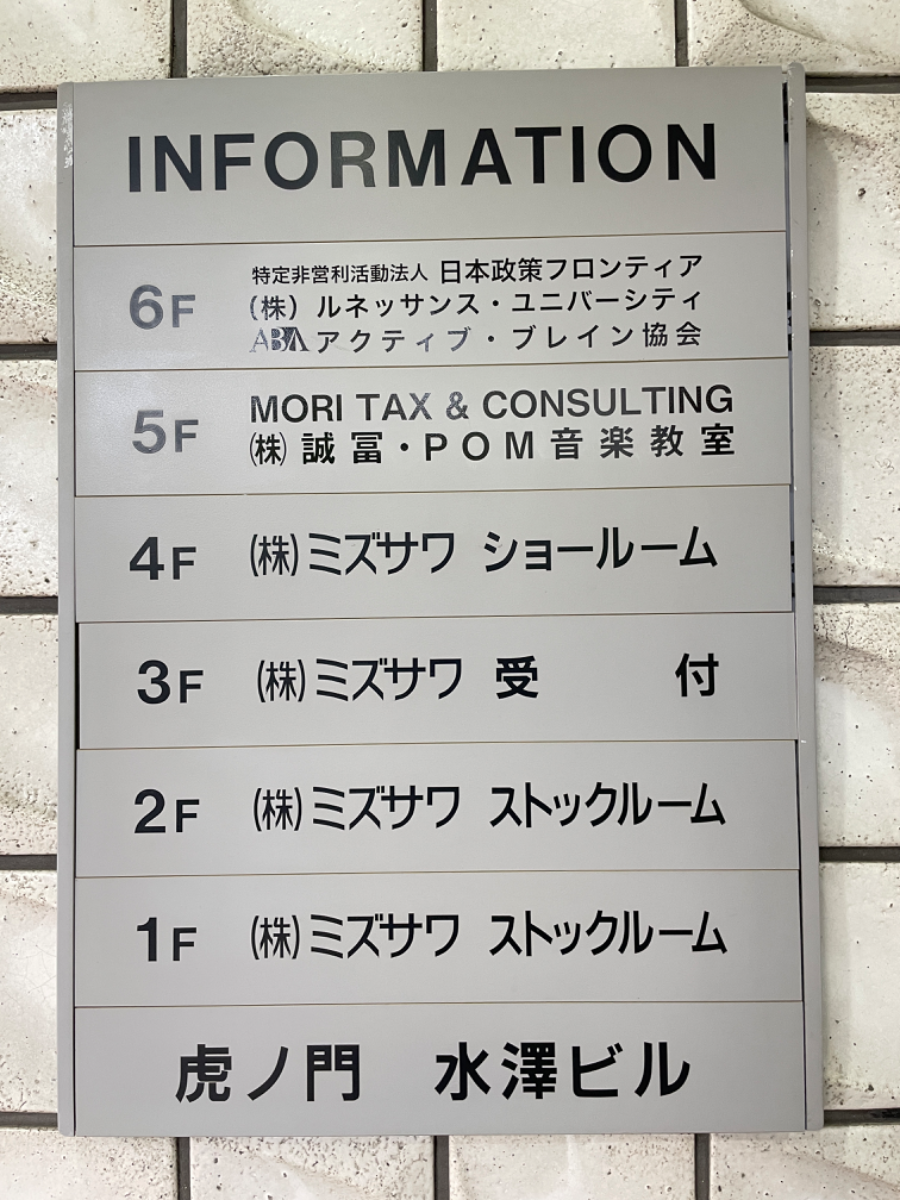 INFORMATION
6F 特定非営利活動法人 日本政策フロンティア
(株) ルネッサンス・ユニバーシティ
ABA アクティブ・ブレイン協会
5F MORI TAX & CONSULTING
(株) 誠冨・POM音楽教室
4F (株)ミズサワ ショールーム
3F (株)ミズサワ 受付
2F (株)ミズサワ ストックルーム
1F (株)ミズサワ ストックルーム
虎ノ門 水澤ビル